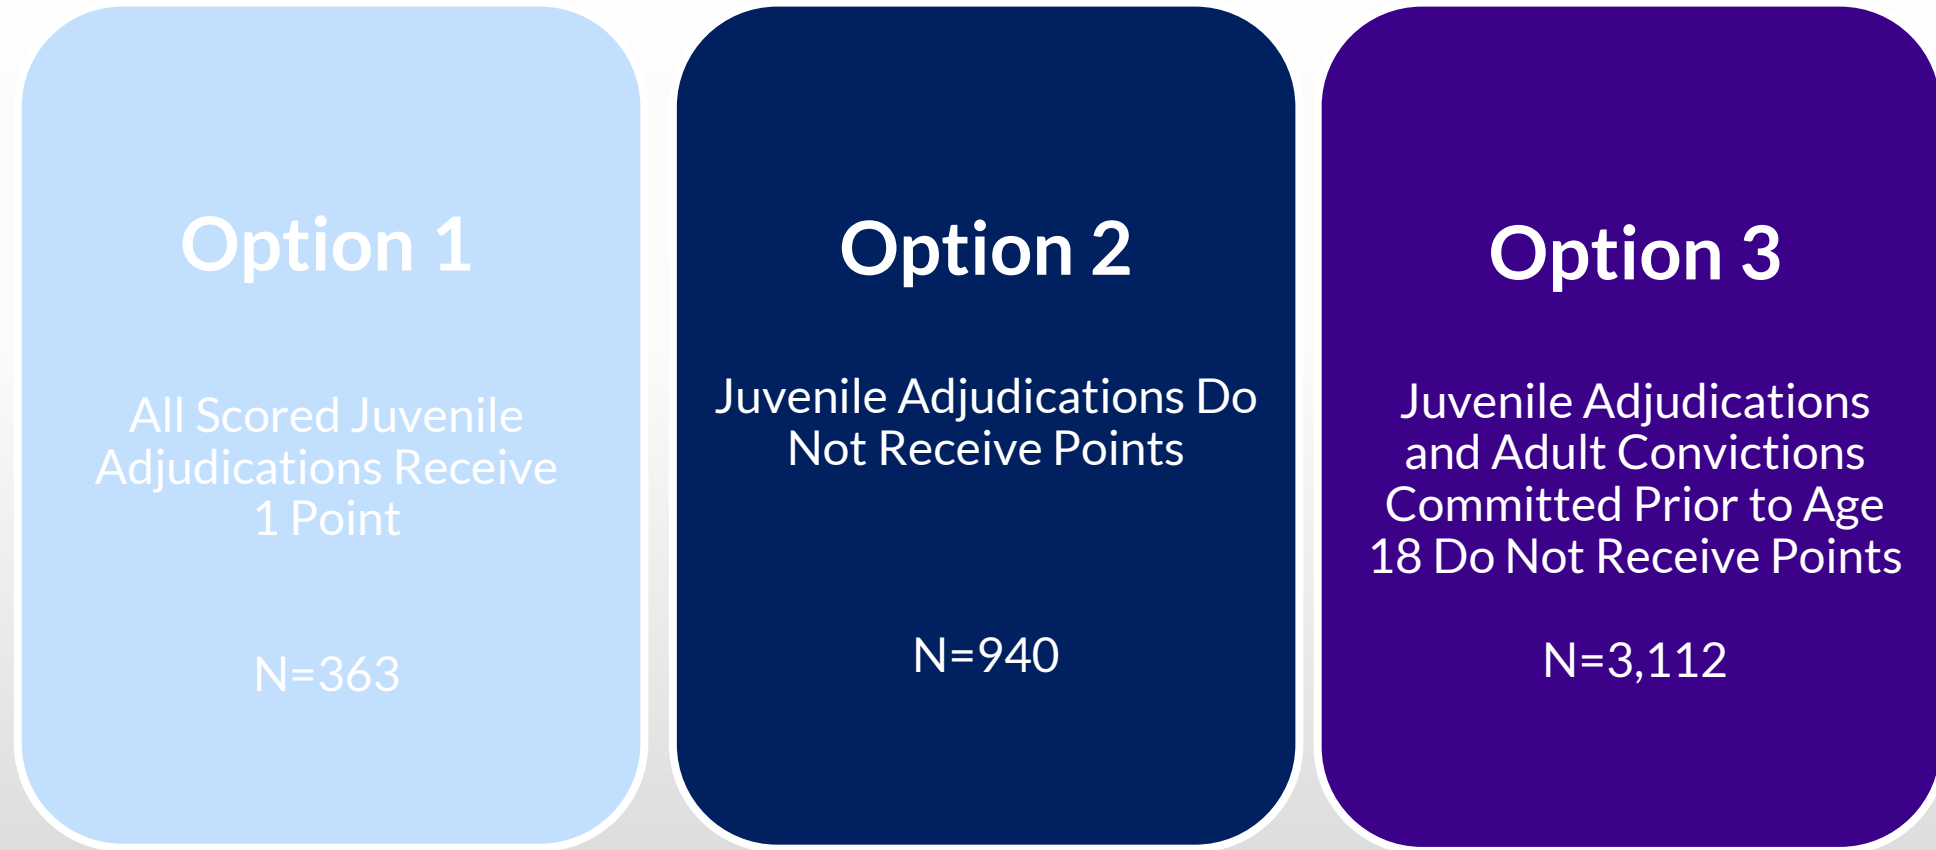 Option 1
All Scored Juvenile
Adjudications Receive
1 Point
N=363
Option 2
Juvenile Adjudications Do
Not Receive Points
N=940
Option 3
Juvenile Adjudications
and Adult Convictions
Committed Prior to Age
18 Do Not Receive Points
N=3,112